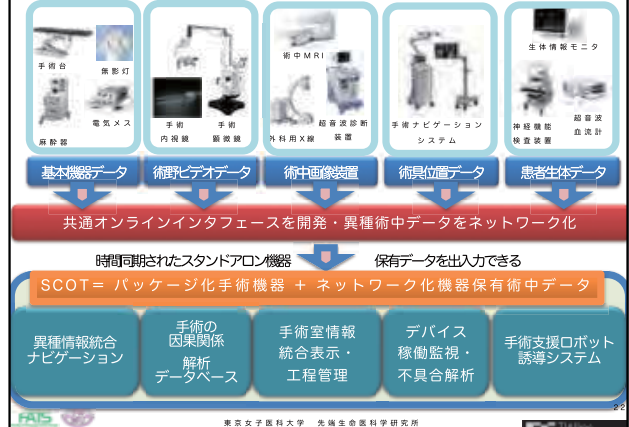 手術台
無影灯
電気メス
麻酔器
手術
内視鏡
手術
顕微鏡
術中MRI
外科用X線
超音波診断
装置
手術ナビゲーション
システム
生体情報モニタ
神経機能
検査装置
超音波
血流計
基本機器データ
術野ビデオデータ
術中画像装置
術具位置データ
患者生体データ
共通オンラインインタフェースを開発・異種術中データをネットワーク化
時間同期されたスタンドアロン機器
保有データを出入力できる
SCOT= パッケージ化手術機器 + ネットワーク化機器保有術中データ
異種情報統合
ナビゲーション
手術の
因果関係
解析
データベース
手術室情報
統合表示・
工程管理
デバイス
稼働監視・
不具合解析
手術支援ロボット
誘導システム
22
FATS
東京女子医科大学 先端生命医科学研究所